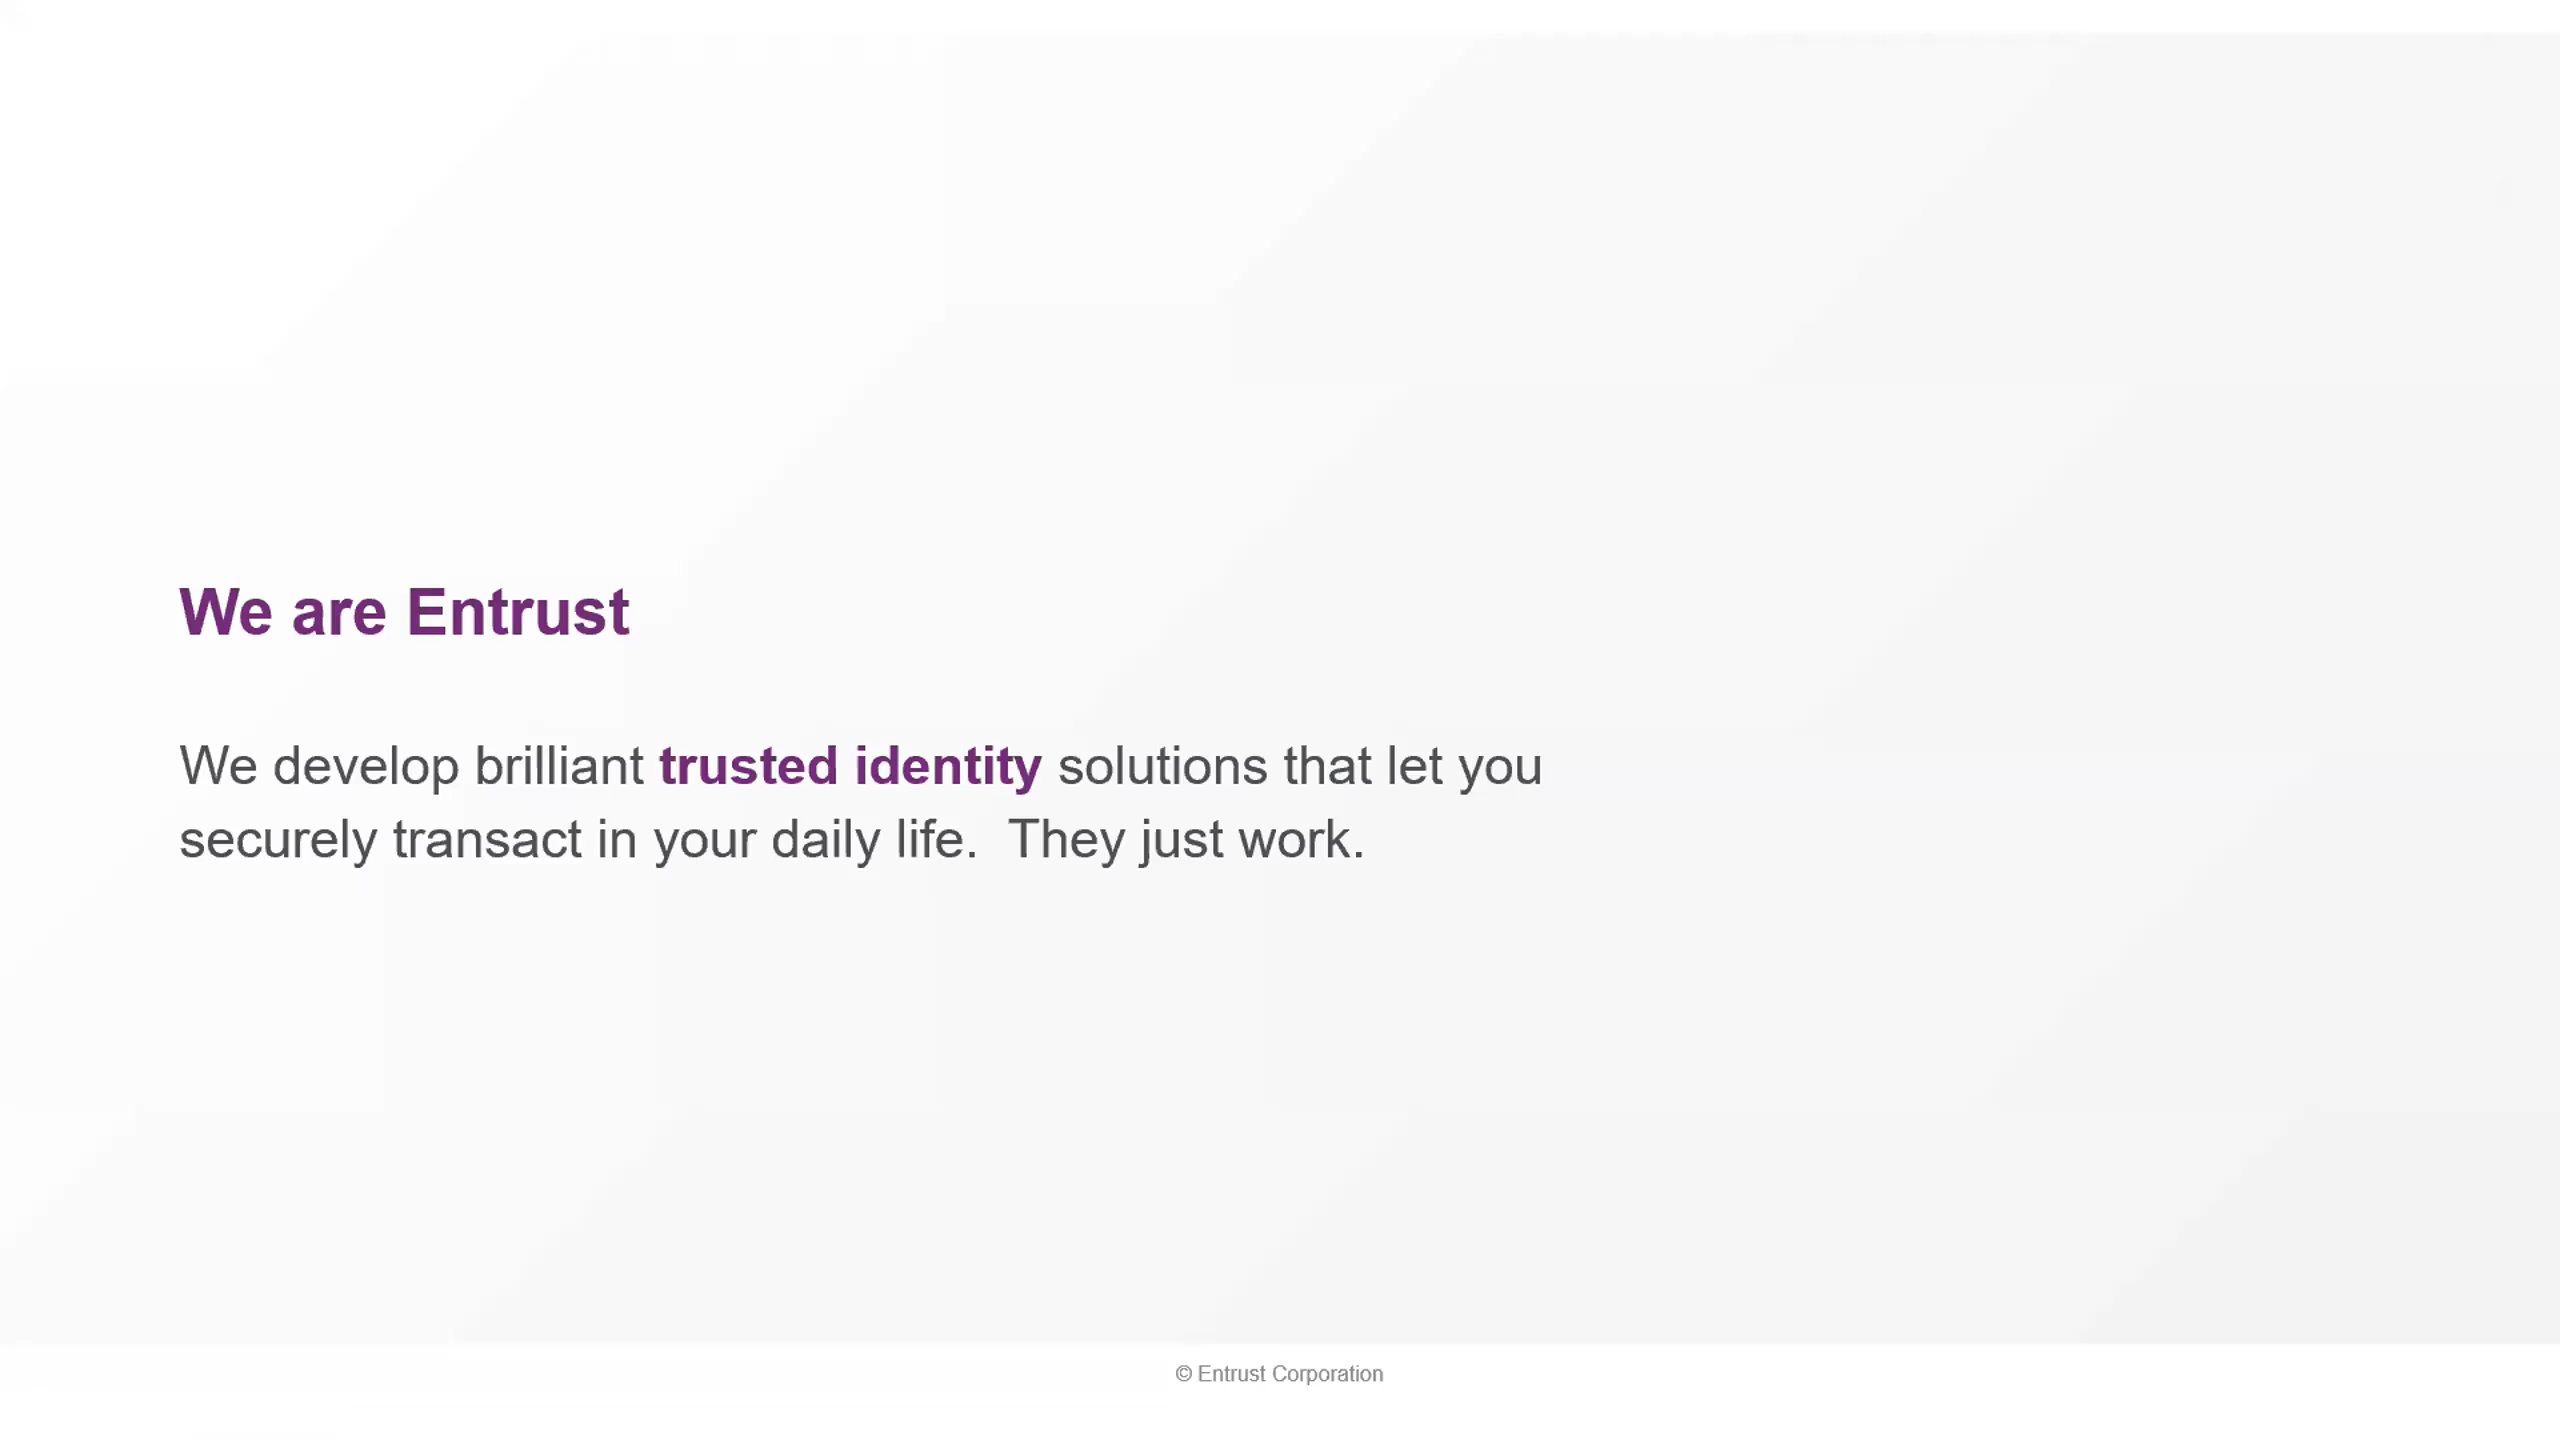 We are Entrust
We develop brilliant trusted identity solutions that let you
securely transact in your daily life.  They just work.
© Entrust Corporation